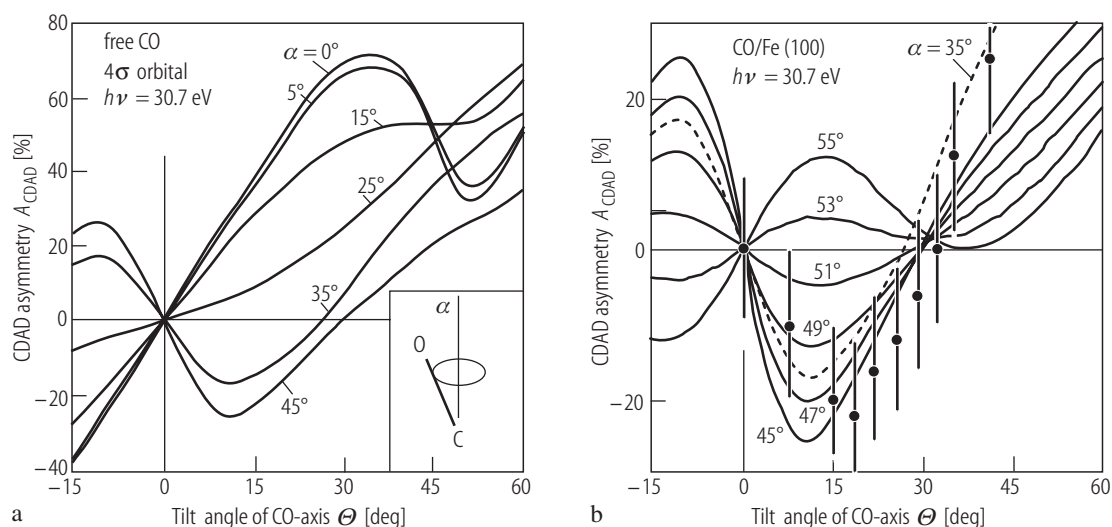 80
60
40
20
0
−20
−40
CDAD asymmetry A CDAD [%]
free CO
4σ orbital
hν = 30.7 eV
α = 0°
5°
15°
25°
35°
45°
α
O
C
−15
0
15
30
45
60
a
Tilt angle of CO-axis Θ [deg]
20
0
−20
CDAD asymmetry A CDAD [%]
CO/Fe (100)
hν = 30.7 eV
α = 35°
55°
53°
51°
49°
47°
45°
−15
0
15
30
45
60
b
Tilt angle of CO-axis Θ [deg]